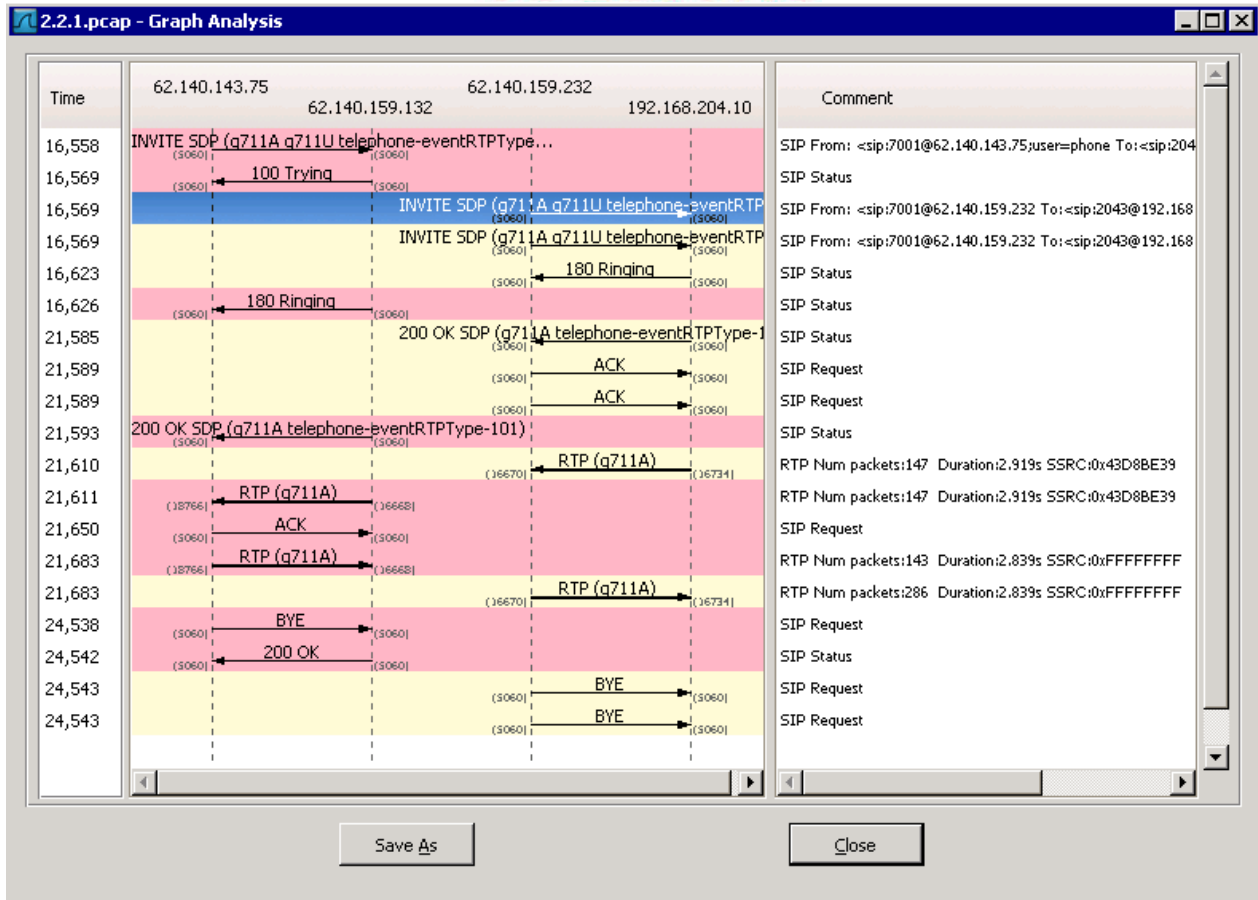 2.2.1.pcap - Graph Analysis
Time
62.140.143.75
62.140.159.132
62.140.159.232
192.168.204.10
Comment
16,558 INVITE SDP (g711A g711U telephone-eventRTPType... (5060) (5060) SIP From: <sip:7001@62.140.143.75;user=phone To:<sip:204
16,569 100 Trying (5060) (5060) SIP Status
16,569 INVITE SDP (g711A g711U telephone-eventRTP (5060) (5060) SIP From: <sip:7001@62.140.159.232 To:<sip:2043@192.168
16,569 INVITE SDP (g711A g711U telephone-eventRTP (5060) (5060) SIP From: <sip:7001@62.140.159.232 To:<sip:2043@192.168
16,623 180 Ringing (5060) (5060) SIP Status
16,626 180 Ringing (5060) (5060) SIP Status
21,585 200 OK SDP (g711A telephone-eventRTPType-1 (5060) (5060) SIP Status
21,589 ACK (5060) (5060) SIP Request
21,589 ACK (5060) (5060) SIP Request
21,593 200 OK SDP (g711A telephone-eventRTPType-101) (5060) (5060) SIP Status
21,610 RTP (g711A) (16670) (16734) RTP Num packets:147 Duration:2.919s SSRC:0x43D8BE39
21,611 RTP (g711A) (18766) (16668) RTP Num packets:147 Duration:2.919s SSRC:0x43D8BE39
21,650 ACK (5060) (5060) SIP Request
21,683 RTP (g711A) (18766) (16668) RTP Num packets:143 Duration:2.839s SSRC:0xFFFFFFFF
21,683 RTP (g711A) (16670) (16734) RTP Num packets:286 Duration:2.839s SSRC:0xFFFFFFFF
24,538 BYE (5060) (5060) SIP Request
24,542 200 OK (5060) (5060) SIP Status
24,543 BYE (5060) (5060) SIP Request
24,543 BYE (5060) (5060) SIP Request
Save As
Close